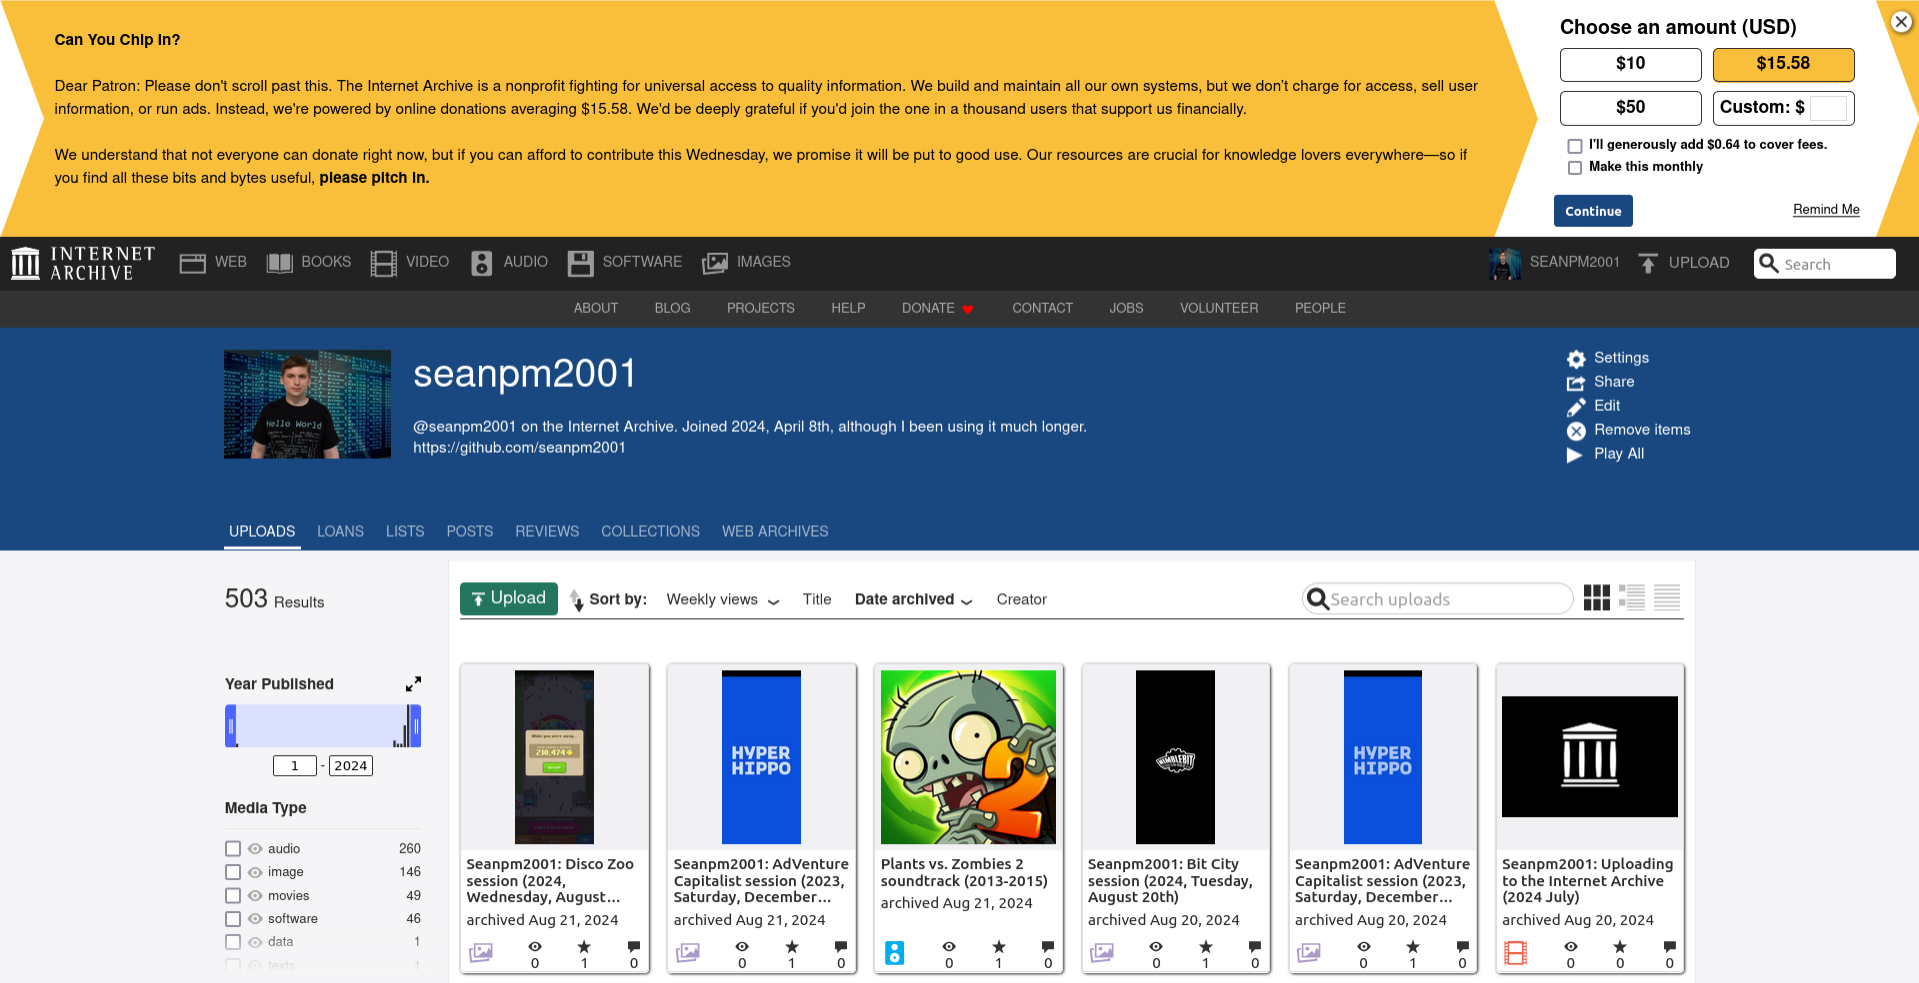 Can You Chip In?
Dear Patron: Please don't scroll past this. The Internet Archive is a nonprofit fighting for universal access to quality information. We build and maintain all our own systems, but we don't charge for access, sell user
information, or run ads. Instead, we're powered by online donations averaging $15.58. We'd be deeply grateful if you'd join the one in a thousand users that support us financially.
We understand that not everyone can donate right now, but if you can afford to contribute this Wednesday, we promise it will be put to good use. Our resources are crucial for knowledge lovers everywhere—so if
you find all these bits and bytes useful, please pitch in.
Choose an amount (USD)
$10
$15.58
$50
Custom: $
I'll generously add $0.64 to cover fees.
Make this monthly
Continue
Remind Me
INTERNET
ARCHIVE
WEB
BOOKS
VIDEO
AUDIO
SOFTWARE
IMAGES
SEANPM2001
UPLOAD
Search
ABOUT
BLOG
PROJECTS
HELP
DONATE
CONTACT
JOBS
VOLUNTEER
PEOPLE
Hello World
seanpm2001
@seanpm2001 on the Internet Archive. Joined 2024, April 8th, although I been using it much longer.
https://github.com/seanpm2001
Settings
Share
Edit
Remove items
Play All
UPLOADS
LOANS
LISTS
POSTS
REVIEWS
COLLECTIONS
WEB ARCHIVES
503 Results
Year Published
1 - 2024
Media Type
audio 260
image 146
movies 49
software 46
data 1
texts 1
Upload
Sort by:
Weekly views
Title
Date archived
Creator
Search uploads
While you were away...
210,474
Seanpm2001: Disco Zoo
session (2024,
Wednesday, August...
archived Aug 21, 2024
0 1 0
HYPER
HIPPO
Seanpm2001: AdVenture
Capitalist session (2023,
Saturday, December...
archived Aug 21, 2024
0 1 0
2
Plants vs. Zombies 2
soundtrack (2013-2015)
archived Aug 21, 2024
0 1 0
NIMBLEBIT
Seanpm2001: Bit City
session (2024, Tuesday,
August 20th)
archived Aug 20, 2024
0 1 0
HYPER
HIPPO
Seanpm2001: AdVenture
Capitalist session (2023,
Saturday, December...
archived Aug 20, 2024
0 1 0
Seanpm2001: Uploading
to the Internet Archive
(2024 July)
archived Aug 20, 2024
0 0 0